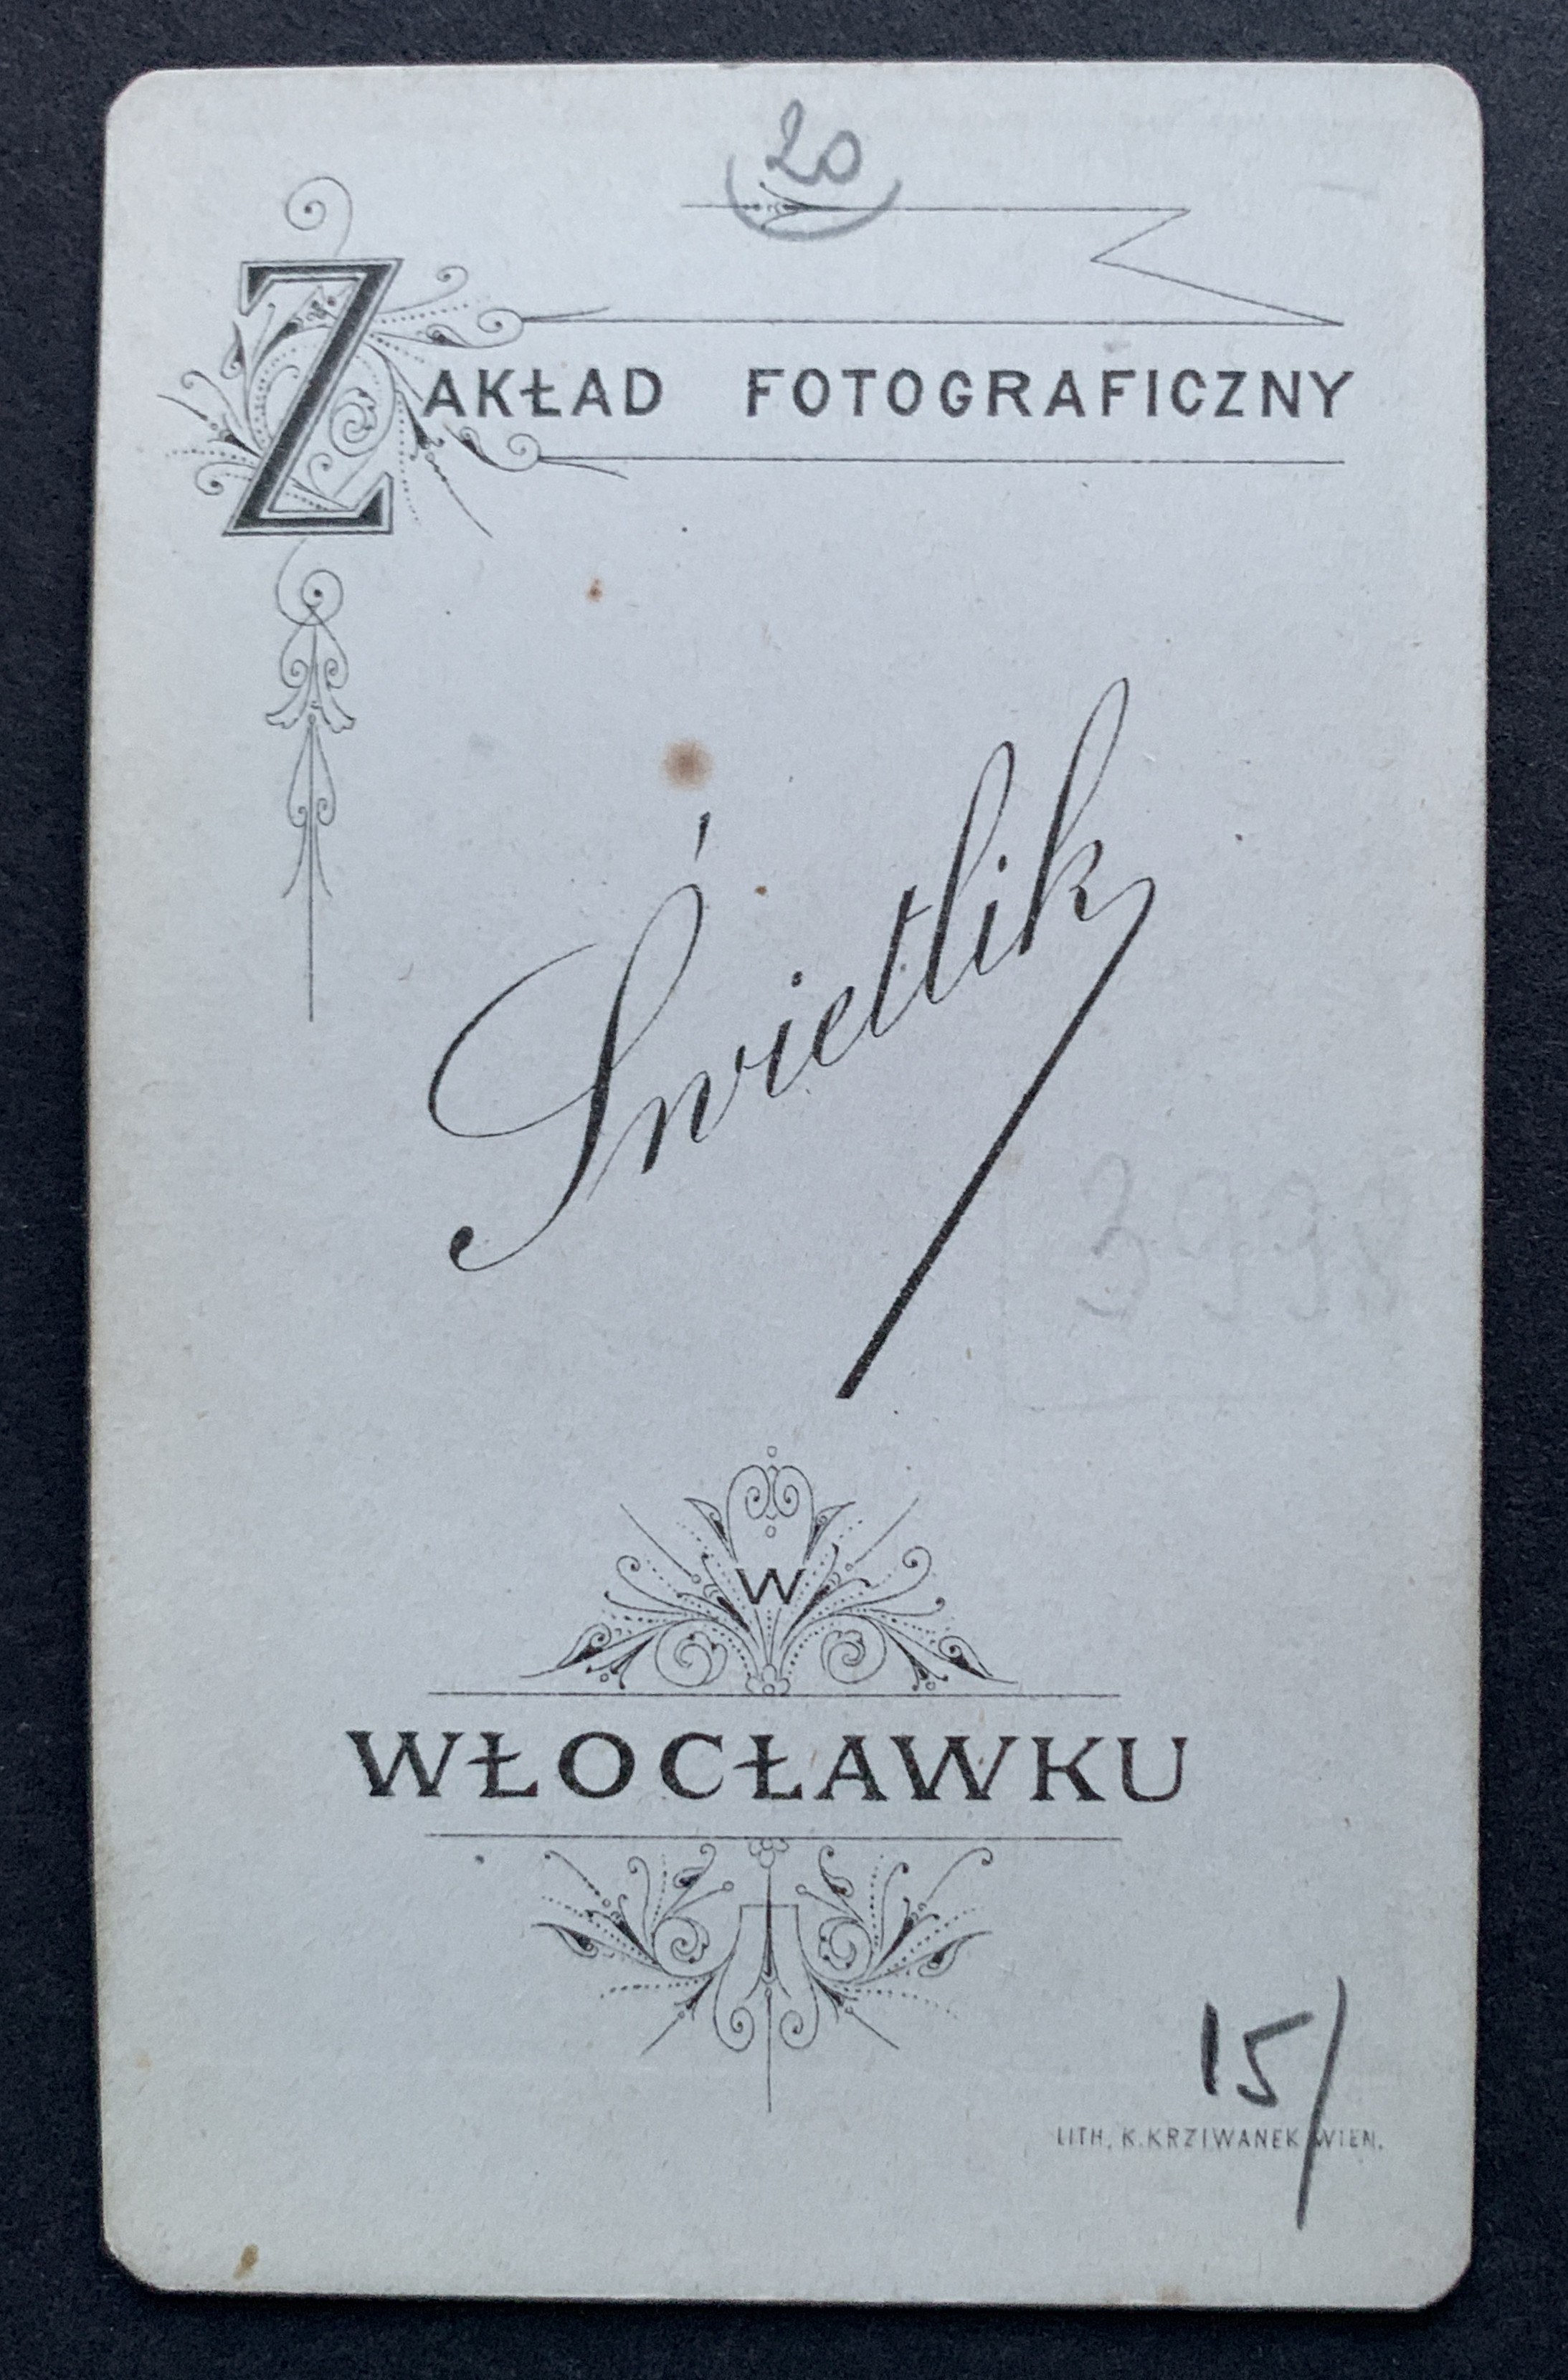 20
ZAKŁAD FOTOGRAFICZNY
Świetlik
3998
W
WŁOCŁAWKU
15/
LITH. K. KRZIWANEK WIEN.